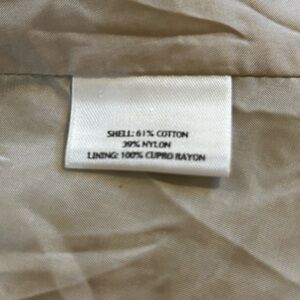 SHELL: 61% COTTON
39% NYLON
LINING: 100% CUPRO RAYON